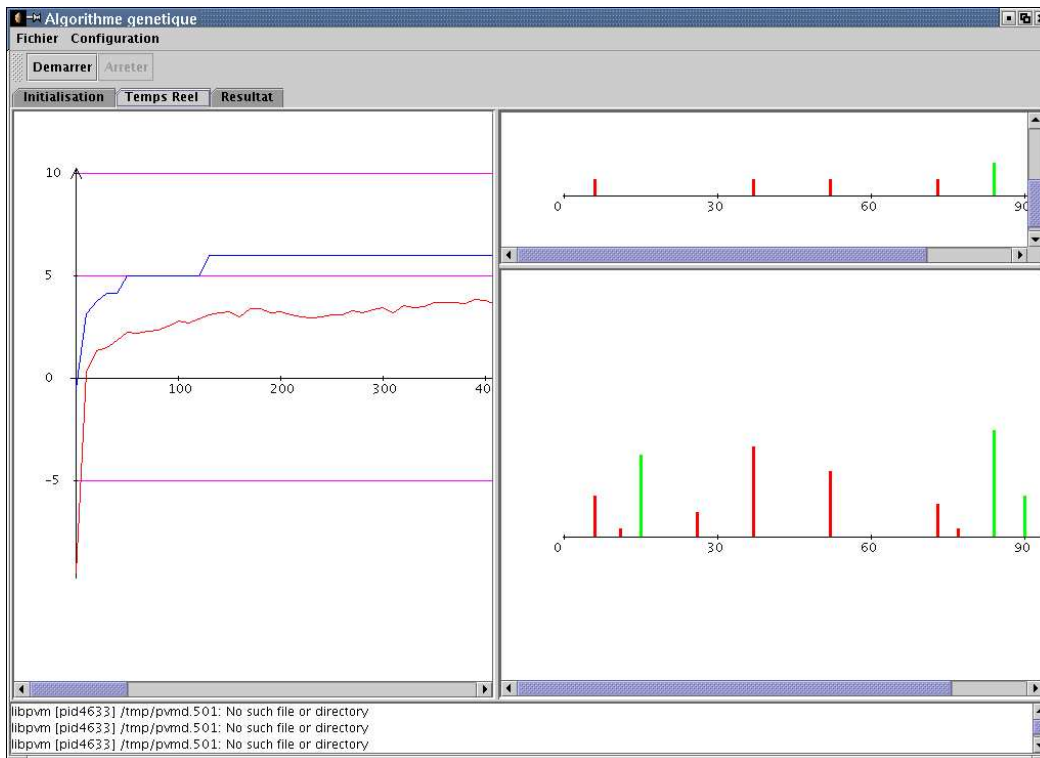 Algorithme genetique
Fichier Configuration
Demarrer Arreter
Initialisation Temps Reel Resultat
10
5
0
-5
100 200 300 40
0 30 60 90
0 30 60 90
libpvm [pid4633] /tmp/pvmd.501: No such file or directory
libpvm [pid4633] /tmp/pvmd.501: No such file or directory
libpvm [pid4633] /tmp/pvmd.501: No such file or directory